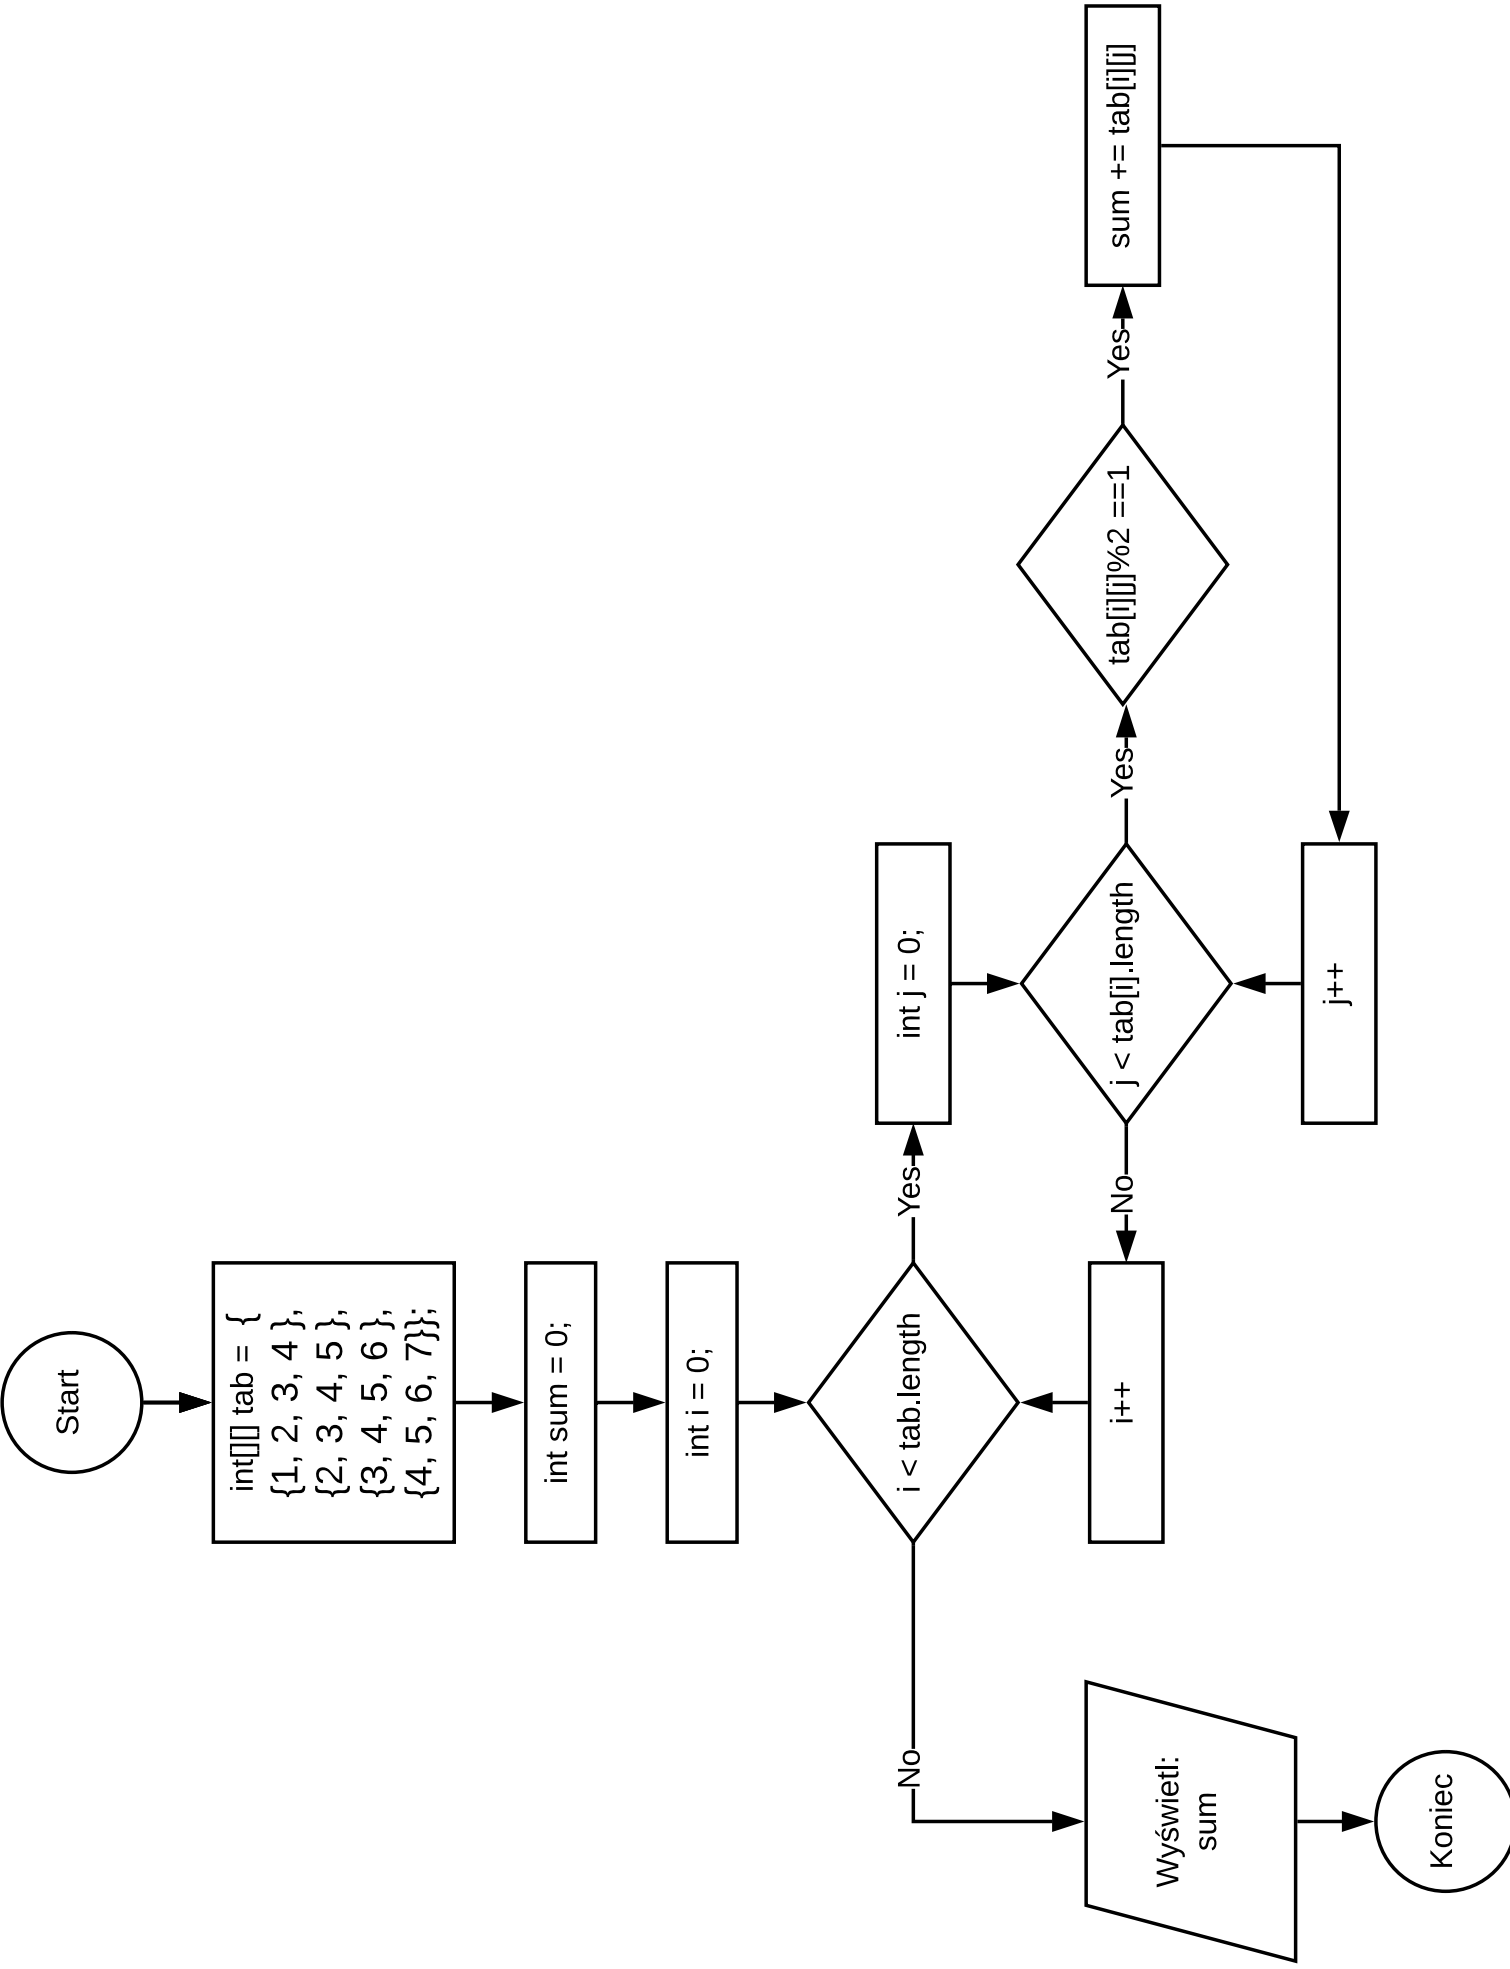 Start
int[][] tab = {
{1, 2, 3, 4 },
{2, 3, 4, 5 },
{3, 4, 5, 6 },
{4, 5, 6, 7}};
int sum = 0;
int i = 0;
i < tab.length
Yes
int j = 0;
j < tab[i].length
Yes
tab[i][j]%2 ==1
Yes
sum += tab[i][j]
j++
No
i++
No
Wyświetl:
sum
Koniec